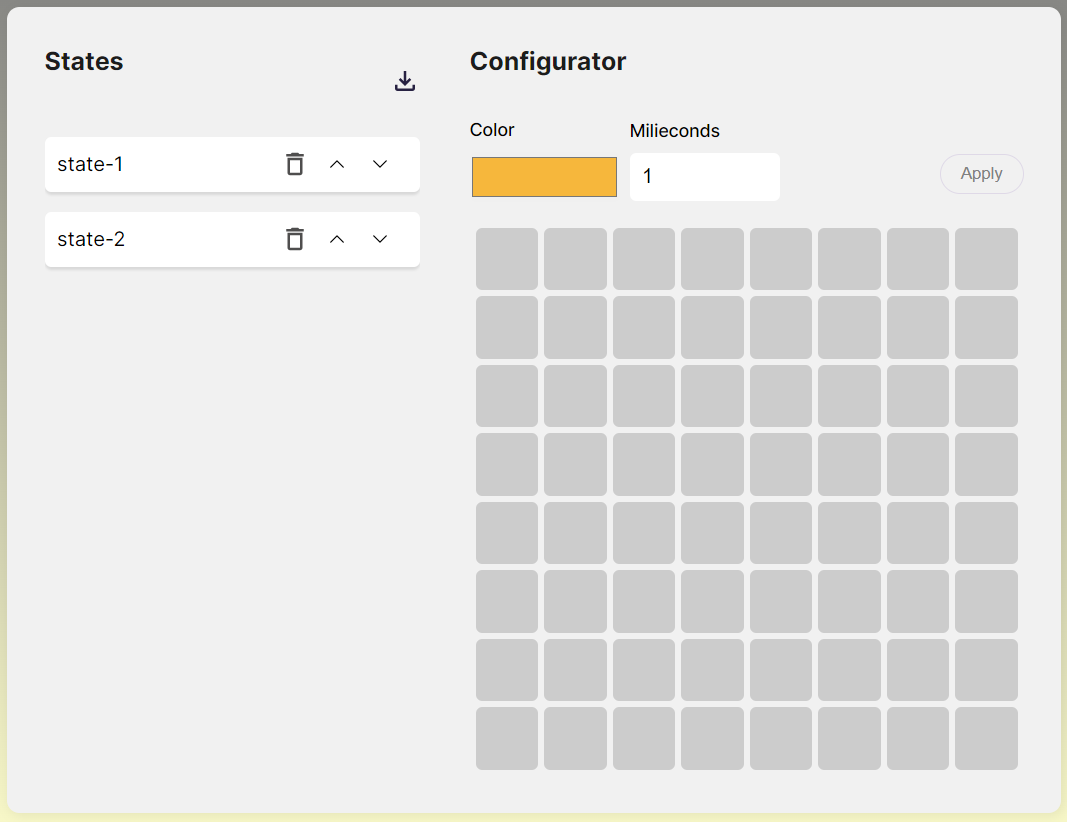 States
state-1
state-2
Configurator
Color
Milieconds
1
Apply